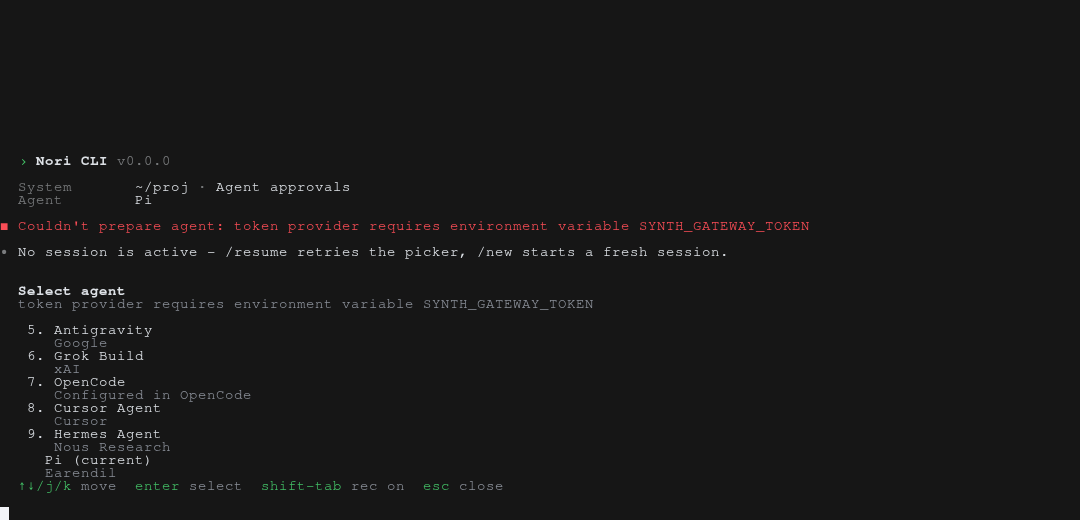 › Nori CLI v0.0.0
System ~/proj · Agent approvals
Agent Pi
■ Couldn't prepare agent: token provider requires environment variable SYNTH_GATEWAY_TOKEN
• No session is active – /resume retries the picker, /new starts a fresh session.
Select agent
token provider requires environment variable SYNTH_GATEWAY_TOKEN
5. Antigravity
Google
6. Grok Build
xAI
7. OpenCode
Configured in OpenCode
8. Cursor Agent
Cursor
9. Hermes Agent
Nous Research
Pi (current)
Earendil
↑↓/j/k move enter select shift-tab rec on esc close